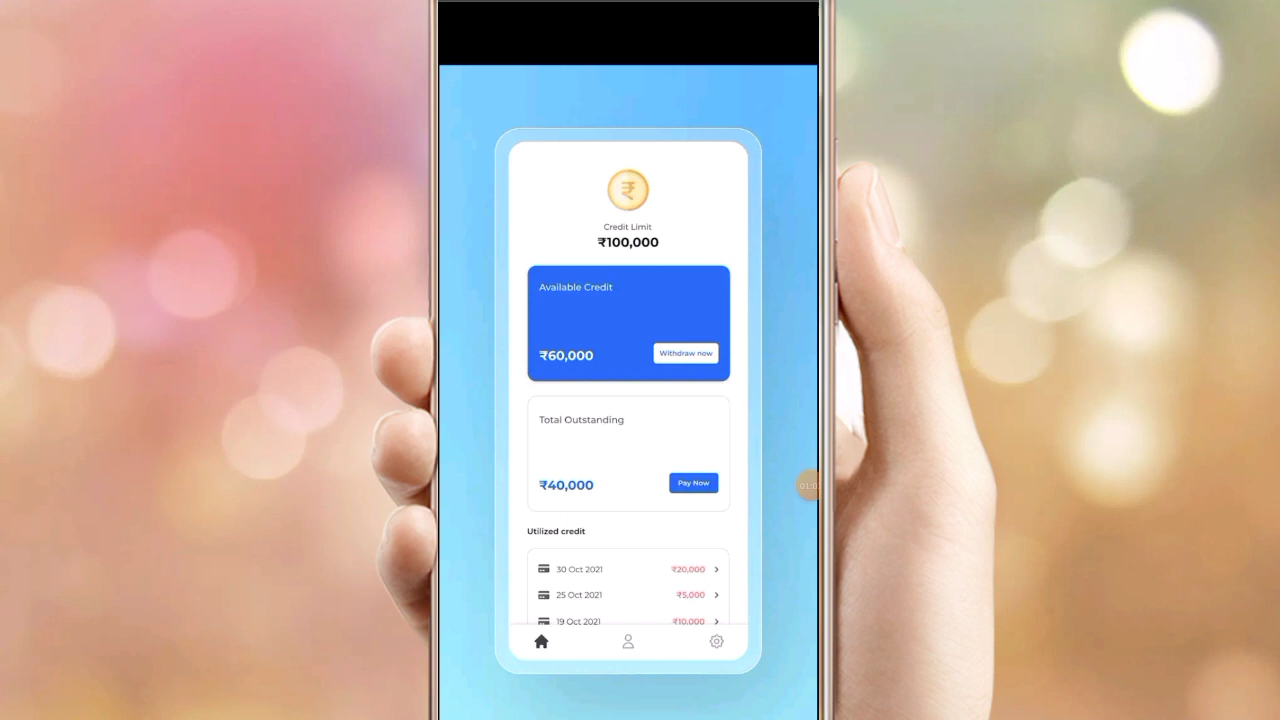 Credit Limit
₹100,000
Available Credit
₹60,000 Withdraw now
Total Outstanding
₹40,000 Pay Now
Utilized credit
30 Oct 2021 ₹20,000
25 Oct 2021 ₹5,000
19 Oct 2021 ₹10,000